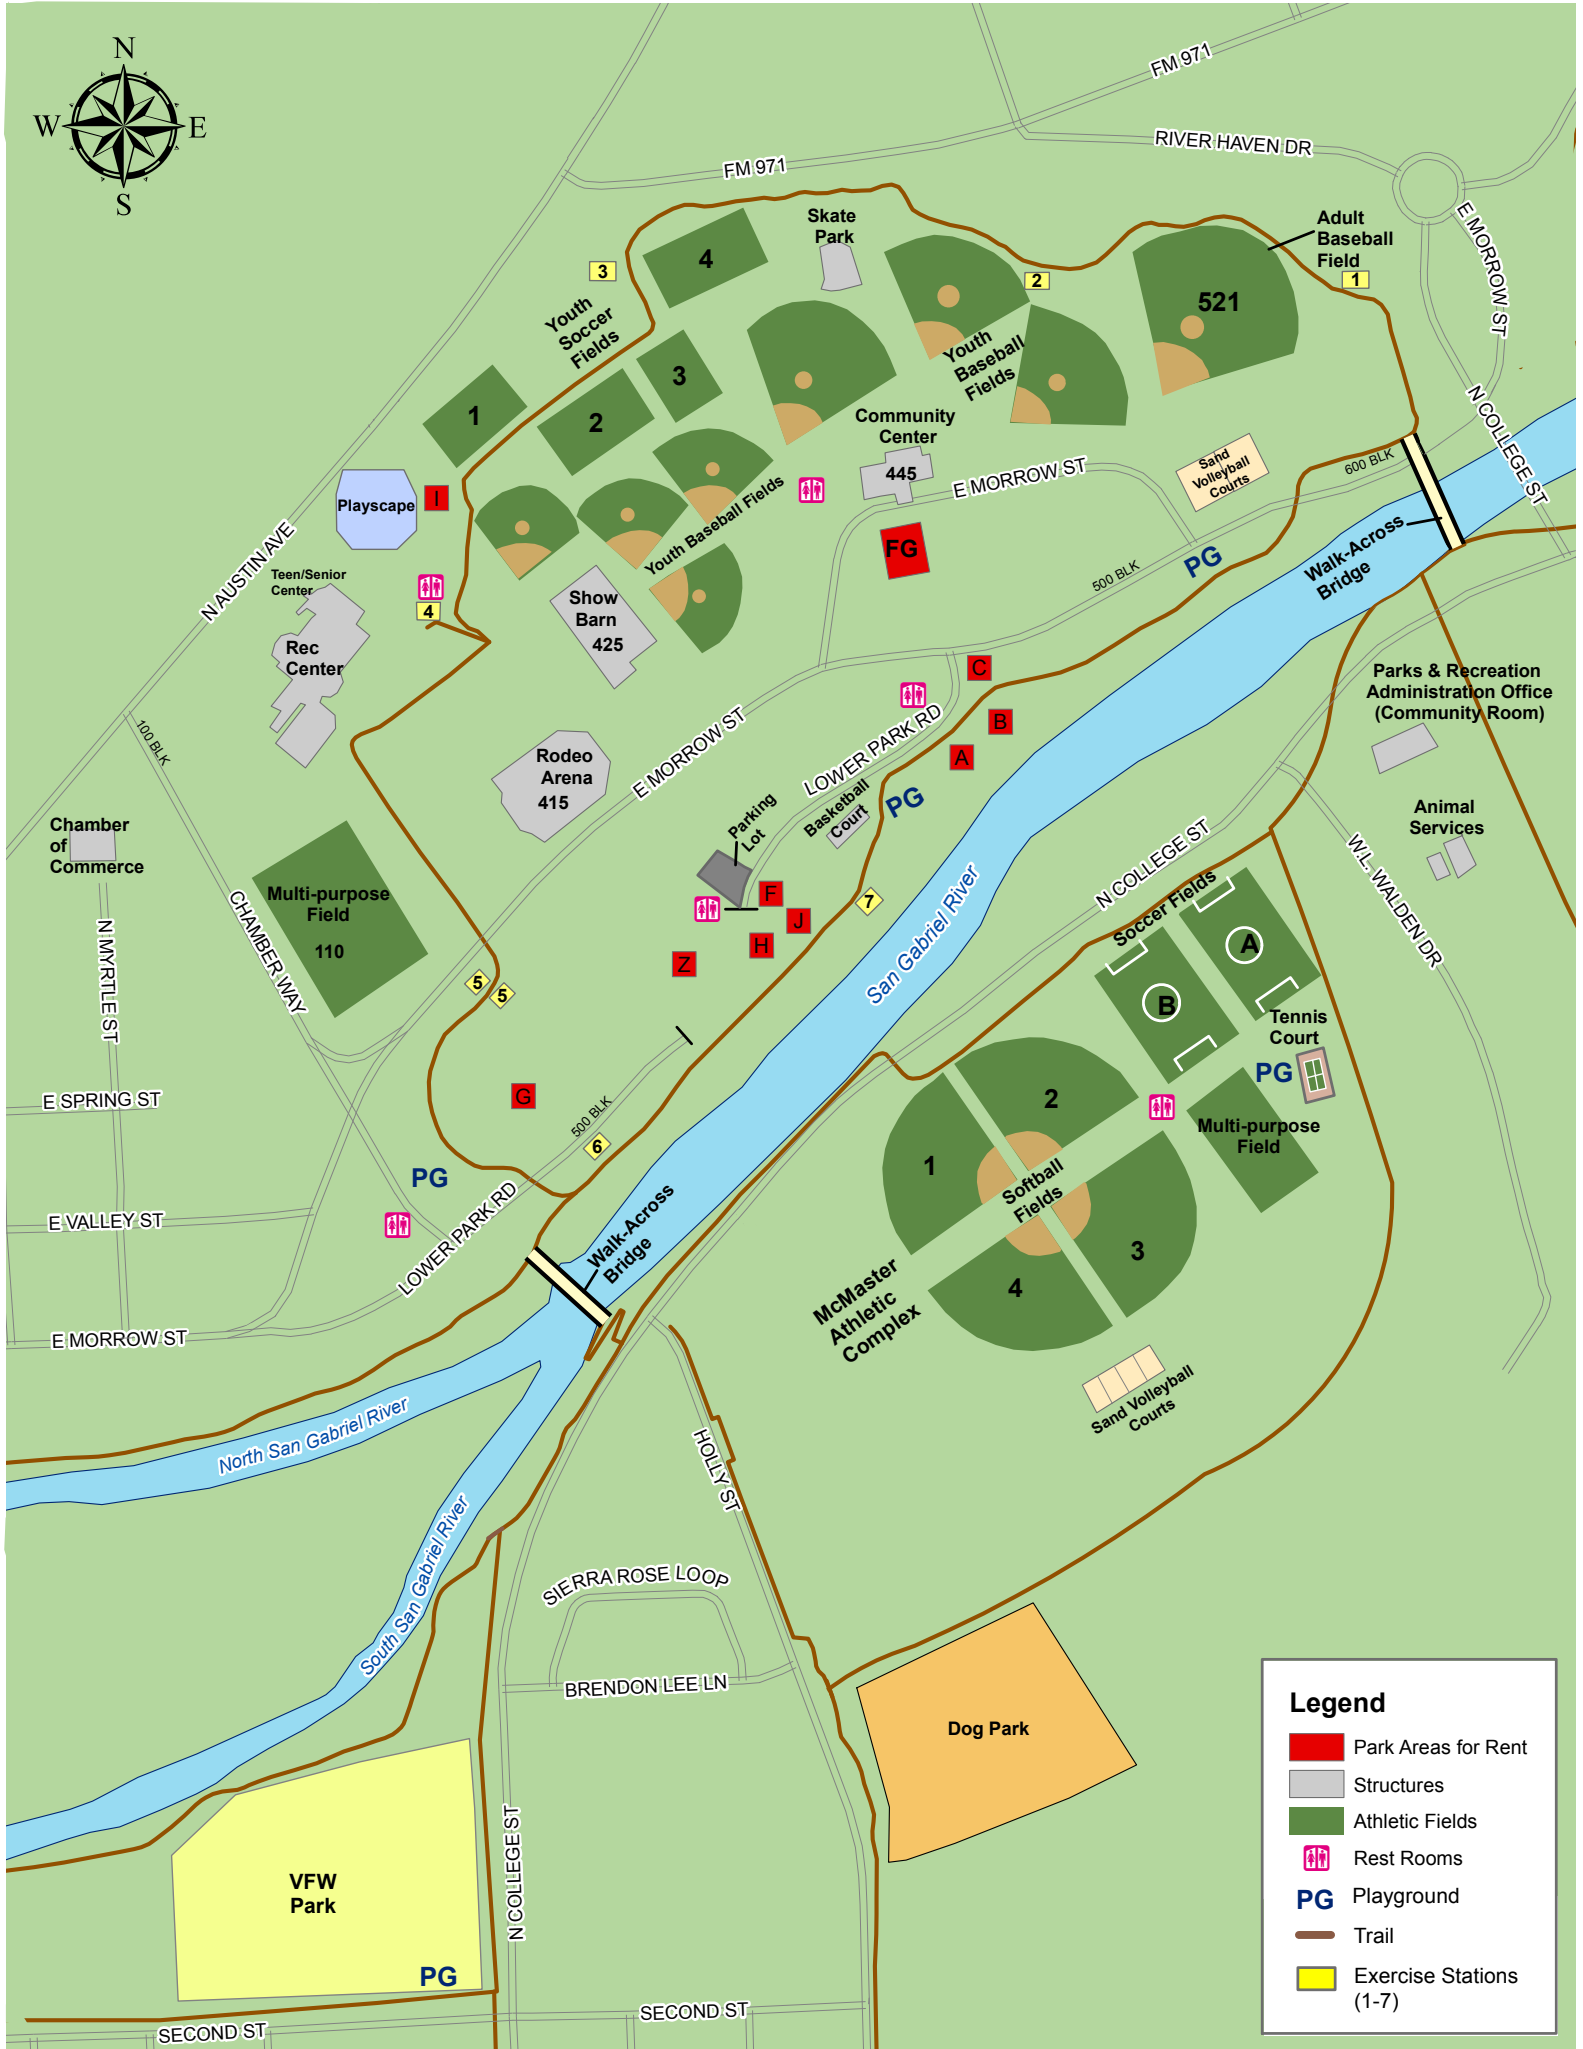 N
W
E
S
FM 971
RIVER HAVEN DR
FM 971
E MORROW ST
Adult
Baseball
Field
1
Skate
Park
4
3
2
521
Youth
Soccer
Fields
Youth
Baseball
Fields
3
1
2
N COLLEGE ST
Community
Center
445
E MORROW ST
Sand
Volleyball
Courts
600 BLK
Playscape
I
Youth Baseball Fields
FG
PG
500 BLK
Walk-Across
Bridge
N AUSTIN AVE
Teen/Senior
Center
4
Rec
Center
Show
Barn
425
C
B
A
Parks & Recreation
Administration Office
(Community Room)
100 BLK
E MORROW ST
LOWER PARK RD
Rodeo
Arena
415
PG
Basketball
Court
Parking
Lot
Chamber
of
Commerce
Animal
Services
N COLLEGE ST
W.L. WALDEN DR
Multi-purpose
Field
110
CHAMBER WAY
N MYRTLE ST
F
J
H
Z
7
San Gabriel River
Soccer Fields
A
B
5
5
Tennis
Court
PG
E SPRING ST
G
500 BLK
6
2
1
Softball
Fields
3
4
Multi-purpose
Field
PG
E VALLEY ST
LOWER PARK RD
Walk-Across
Bridge
McMaster
Athletic
Complex
E MORROW ST
Sand Volleyball
Courts
North San Gabriel River
HOLLY ST
South San Gabriel River
SIERRA ROSE LOOP
BRENDON LEE LN
Dog Park
VFW
Park
PG
N COLLEGE ST
SECOND ST
SECOND ST
Legend
Park Areas for Rent
Structures
Athletic Fields
Rest Rooms
PG Playground
Trail
Exercise Stations
(1-7)